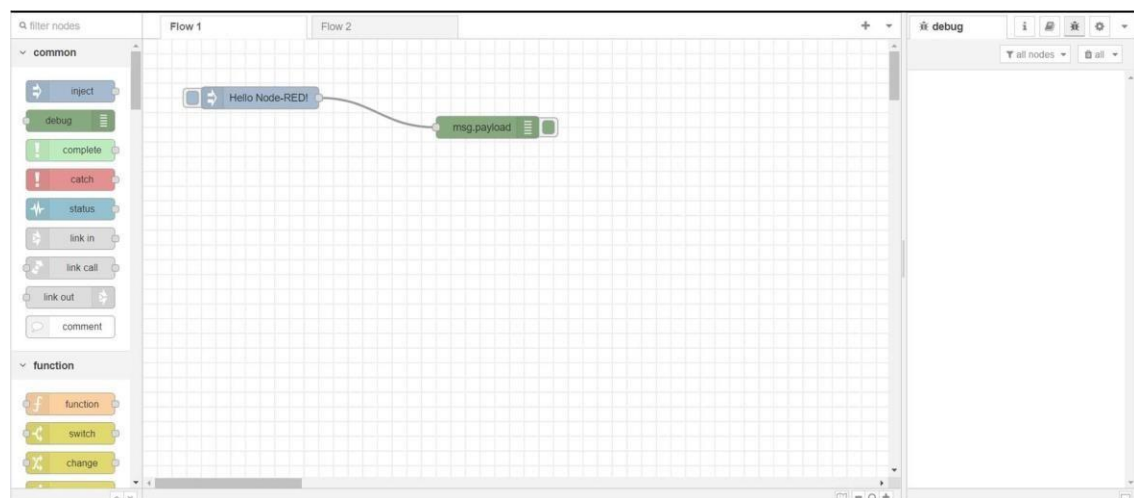 filter nodes
Flow 1
Flow 2
debug
all nodes
all
common
inject
debug
complete
catch
status
link in
link call
link out
comment
function
function
switch
change
Hello Node-RED!
msg.payload